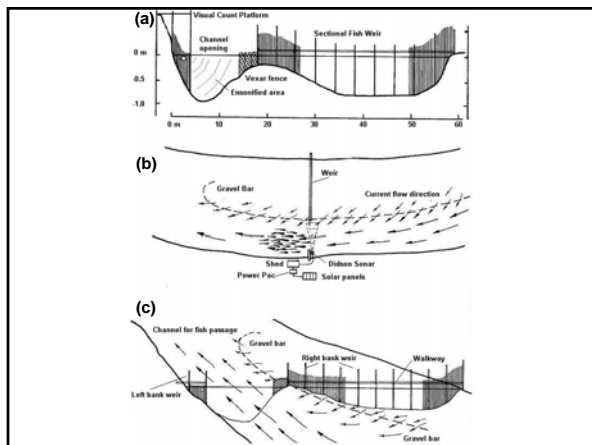 (a)
Visual Count Platform
Channel
opening
Sectional Fish Weir
0 m
-0.5
-1.0
Vexar fence
Ensonified area
0 m
10
20
30
40
50
60
(b)
Weir
Gravel Bar
Current flow direction
Shed
Didson Sonar
Power Pac
Solar panels
(c)
Channel for fish passage
Gravel bar
Right bank weir
Walkway
Left bank weir
Gravel bar